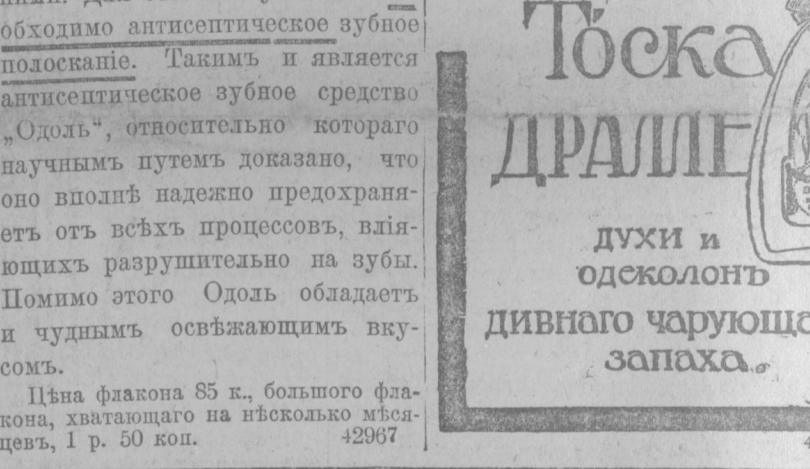 обходимо антисептическое зубное
полосканіе. Такимъ и является
антисептическое зубное средство
„Одоль“, относительно котораго
научнымъ путемъ доказано, что
оно вполнѣ надежно предохраня-
етъ отъ всѣхъ процессовъ, влія-
ющихъ разрушительно на зубы.
Помимо этого Одоль обладаетъ
и чуднымъ освѣжающимъ вку-
сомъ.
Цѣна флакона 85 к., большого фла-
кона, хватающаго на нѣсколько мѣся-
цевъ, 1 р. 50 коп. 42967
Тоска
ДРАЛЛЕ
ДУХИ и
одеколонъ
дивнаго чарующа
запаха.